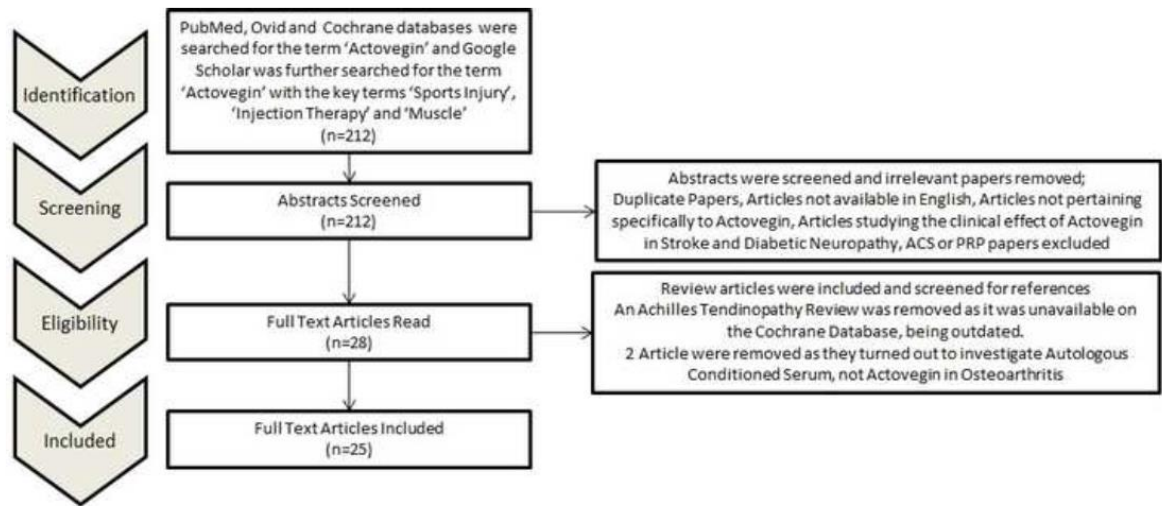 Identification
PubMed, Ovid and Cochrane databases were
searched for the term 'Actovegin' and Google
Scholar was further searched for the term
'Actovegin' with the key terms 'Sports Injury',
'Injection Therapy' and 'Muscle'
(n=212)
Screening
Abstracts Screened
(n=212)
Abstracts were screened and irrelevant papers removed;
Duplicate Papers, Articles not available in English, Articles not pertaining
specifically to Actovegin, Articles studying the clinical effect of Actovegin
in Stroke and Diabetic Neuropathy, ACS or PRP papers excluded
Eligibility
Full Text Articles Read
(n=28)
Review articles were included and screened for references
An Achilles Tendinopathy Review was removed as it was unavailable on
the Cochrane Database, being outdated.
2 Article were removed as they turned out to investigate Autologous
Conditioned Serum, not Actovegin in Osteoarthritis
Included
Full Text Articles Included
(n=25)